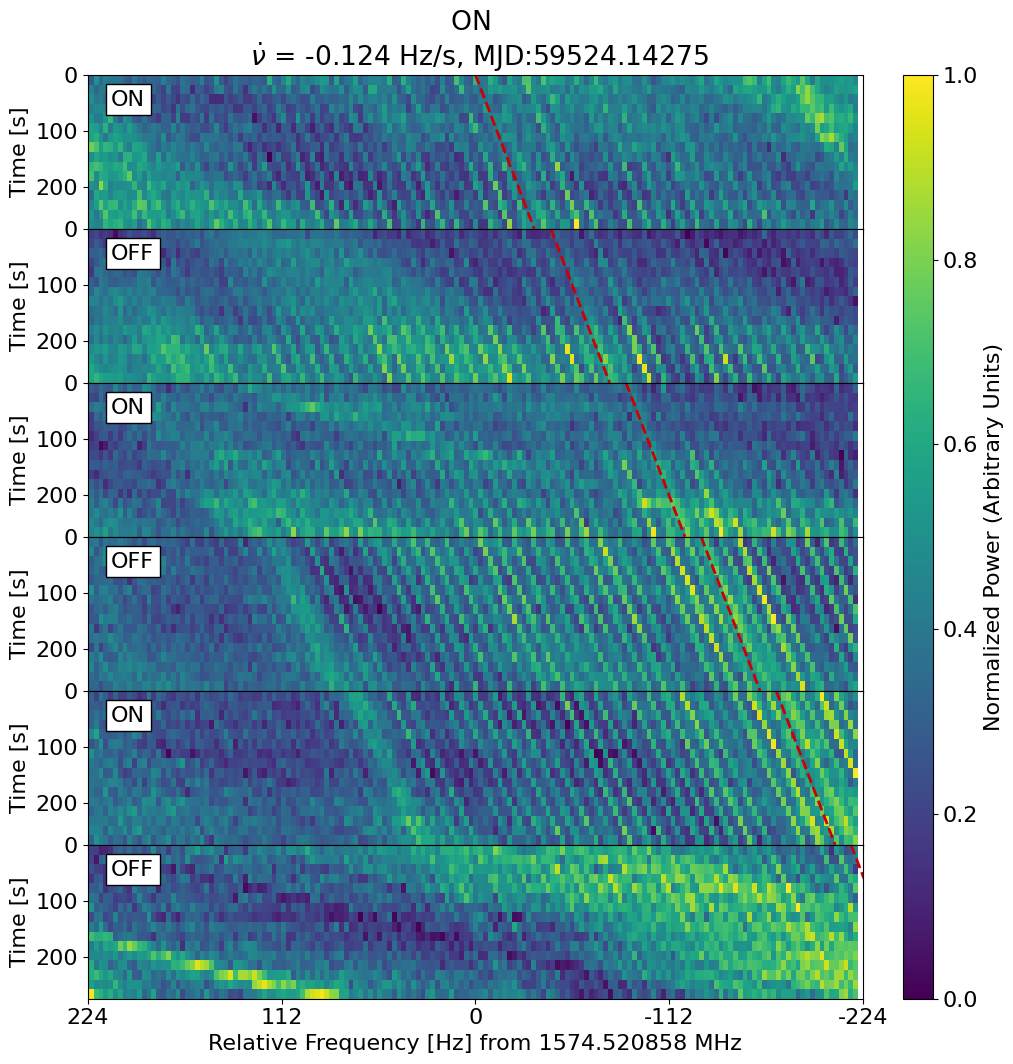 ON
ν̇ = -0.124 Hz/s, MJD:59524.14275
0
ON
100
200
Time [s]
0
OFF
100
200
Time [s]
0
ON
100
200
Time [s]
0
OFF
100
200
Time [s]
0
ON
100
200
Time [s]
0
OFF
100
200
Time [s]
224 112 0 -112 -224
Relative Frequency [Hz] from 1574.520858 MHz
1.0
0.8
0.6
0.4
0.2
0.0
Normalized Power (Arbitrary Units)